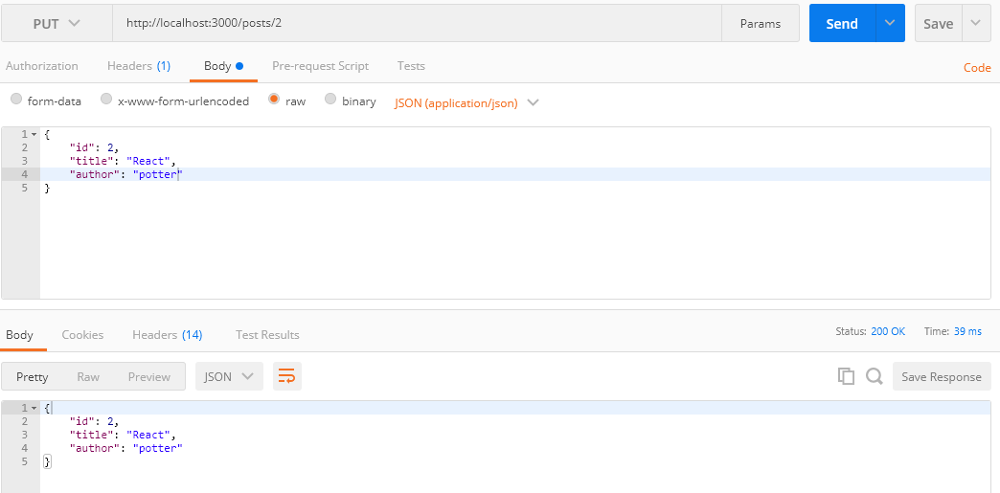 PUT http://localhost:3000/posts/2 Params Send Save
Authorization Headers (1) Body Pre-request Script Tests Code
form-data x-www-form-urlencoded raw binary JSON (application/json)
1 {
2 "id": 2,
3 "title": "React",
4 "author": "potter"
5 }
Body Cookies Headers (14) Test Results Status: 200 OK Time: 39 ms
Pretty Raw Preview JSON Save Response
1 {
2 "id": 2,
3 "title": "React",
4 "author": "potter"
5 }